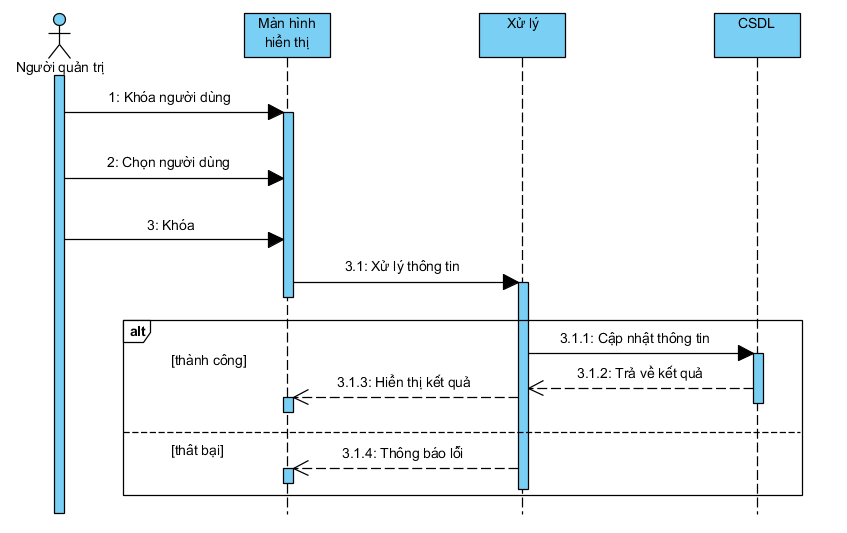 Người quản trị
Màn hình
hiển thị
Xử lý
CSDL
1: Khóa người dùng
2: Chọn người dùng
3: Khóa
3.1: Xử lý thông tin
alt
[thành công]
3.1.1: Cập nhật thông tin
3.1.2: Trả về kết quả
3.1.3: Hiển thị kết quả
[thât bại]
3.1.4: Thông báo lỗi